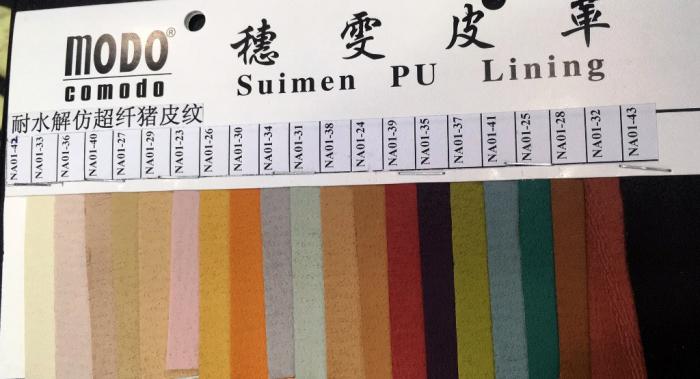 MODO®
comodo
穗雯皮革
Suimen PU Lining
耐水解仿超纤猪皮纹
NA01-42
NA01-33
NA01-36
NA01-40
NA01-27
NA01-29
NA01-23
NA01-26
NA01-30
NA01-34
NA01-31
NA01-38
NA01-24
NA01-39
NA01-35
NA01-37
NA01-41
NA01-25
NA01-28
NA01-32
NA01-43